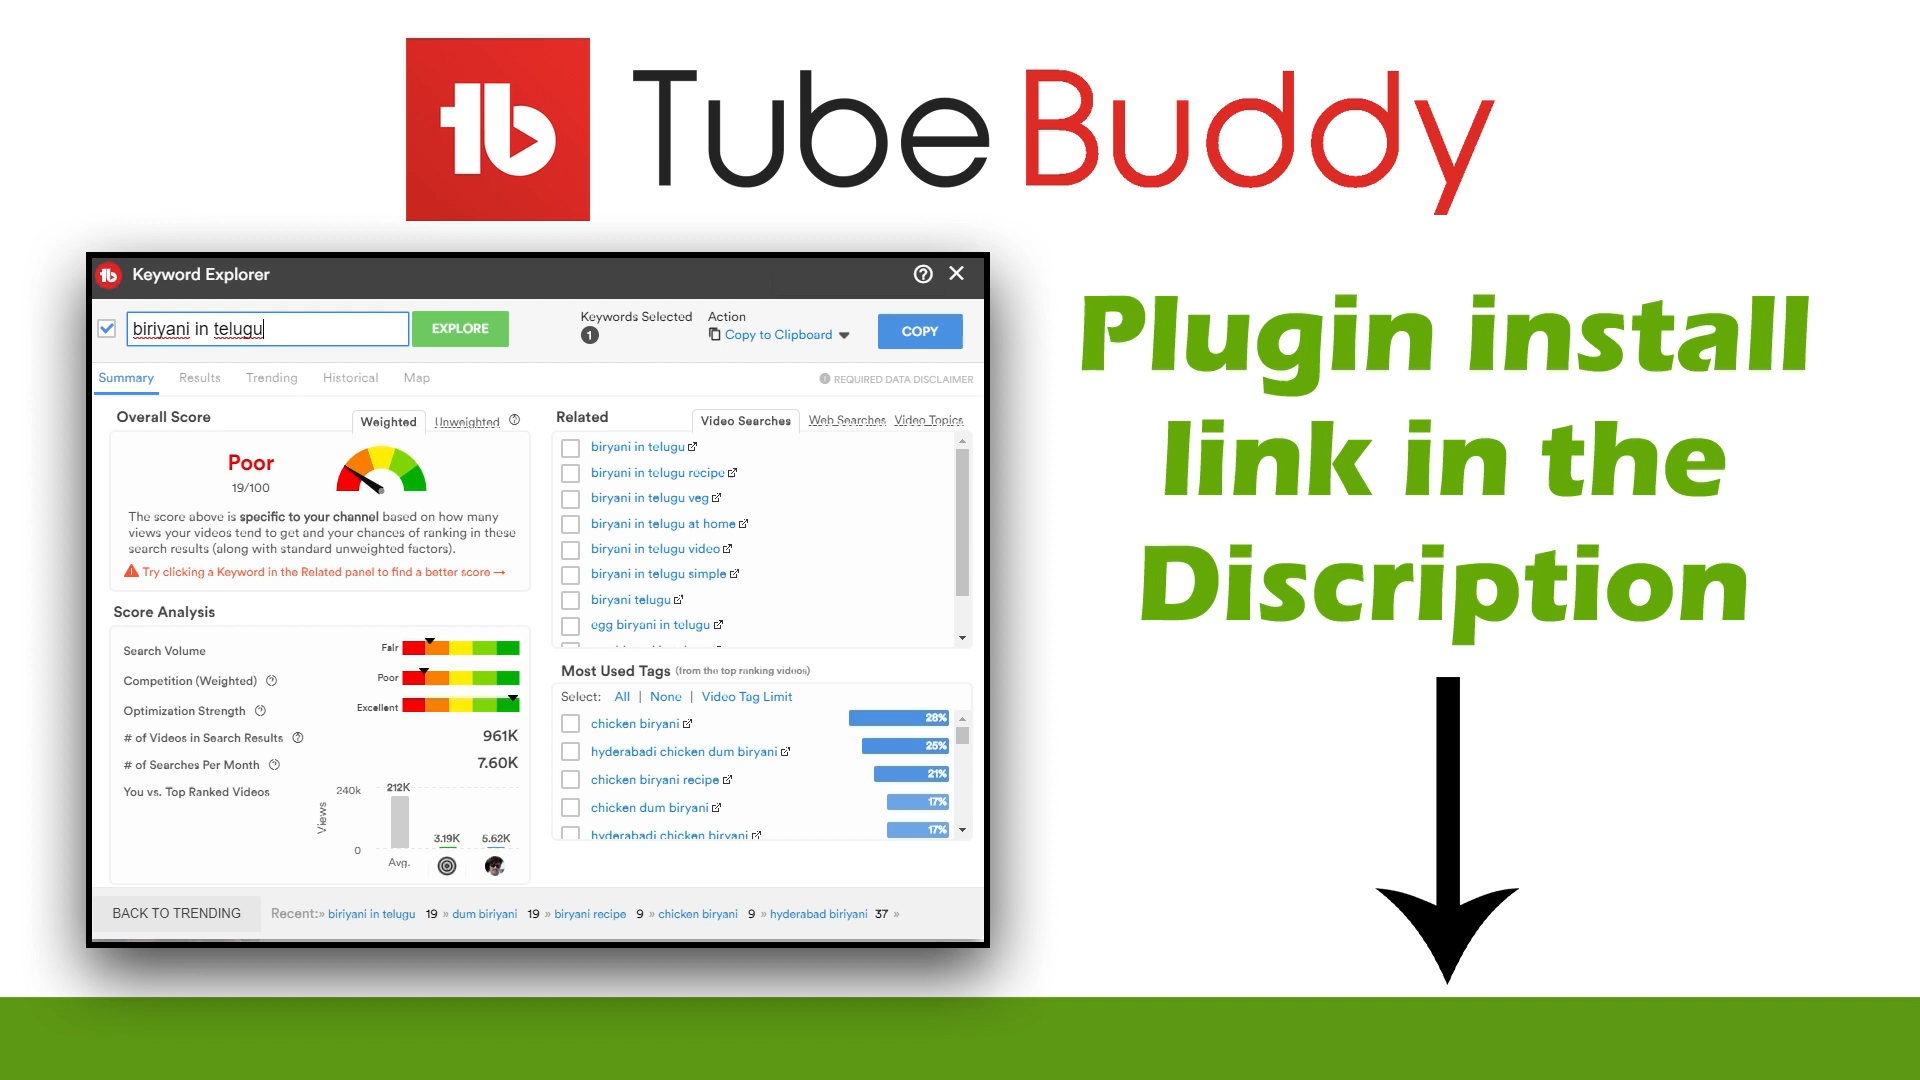 TubeBuddy
Keyword Explorer
biriyani in telugu
EXPLORE
Keywords Selected
1
Action
Copy to Clipboard
COPY
Summary Results Trending Historical Map
REQUIRED DATA DISCLAIMER
Overall Score
Weighted Unweighted
Poor
19/100
The score above is specific to your channel based on how many
views your videos tend to get and your chances of ranking in these
search results (along with standard unweighted factors).
Try clicking a Keyword in the Related panel to find a better score →
Score Analysis
Search Volume Fair
Competition (Weighted) Poor
Optimization Strength Excellent
# of Videos in Search Results 961K
# of Searches Per Month 7.60K
You vs. Top Ranked Videos
Views
240k
0
212K
3.19K
5.62K
Avg.
Related
Video Searches Web Searches Video Topics
biryani in telugu
biryani in telugu recipe
biryani in telugu veg
biryani in telugu at home
biryani in telugu video
biryani in telugu simple
biryani telugu
egg biryani in telugu
Most Used Tags (from the top ranking videos)
Select: All | None | Video Tag Limit
chicken biryani 28%
hyderabadi chicken dum biryani 25%
chicken biryani recipe 21%
chicken dum biryani 17%
hyderabadi chicken biryani 17%
BACK TO TRENDING
Recent:» biriyani in telugu 19 » dum biriyani 19 » biryani recipe 9 » chicken biryani 9 » hyderabad biriyani 37 »
Plugin install
link in the
Discription